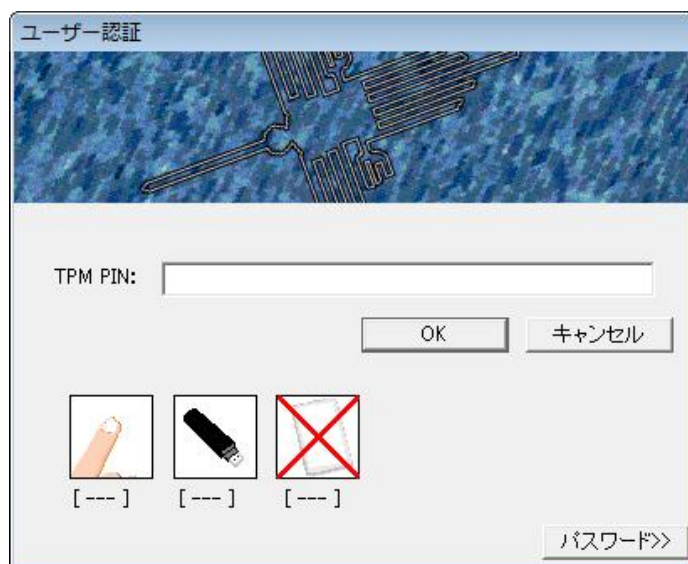 ユーザー認証
TPM PIN:
OK キャンセル
[ --- ] [ --- ] [ --- ]
パスワード>>